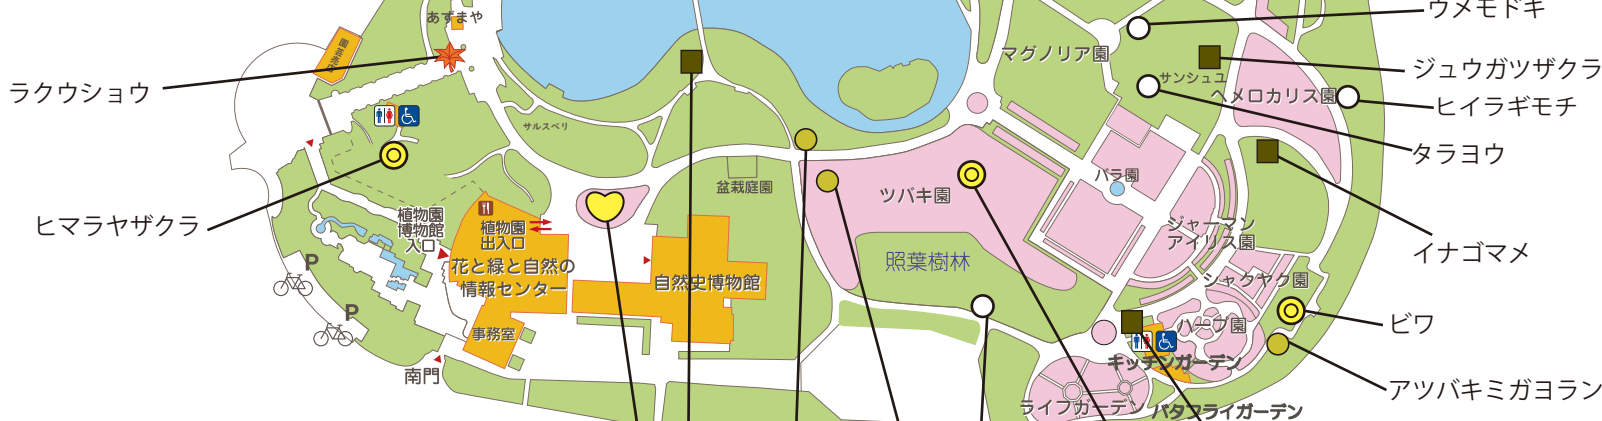 あずまや
ウメモドキ
園芸売店
マグノリア園
ラクウショウ
サンシュユ
ジュウガツザクラ
ヘメロカリス園
ヒイラギモチ
サルスベリ
タラヨウ
盆栽庭園
ツバキ園
バラ園
ヒマラヤザクラ
植物園
博物館
入口
植物園
出入口
ジャーマン
アイリス園
イナゴマメ
花と緑と自然の
情報センター
照葉樹林
自然史博物館
シャクヤク園
P
P
事務室
ハーブ園
ビワ
南門
キッチンガーデン
アツバキミガヨラン
ライフガーデン
バタフライガーデン